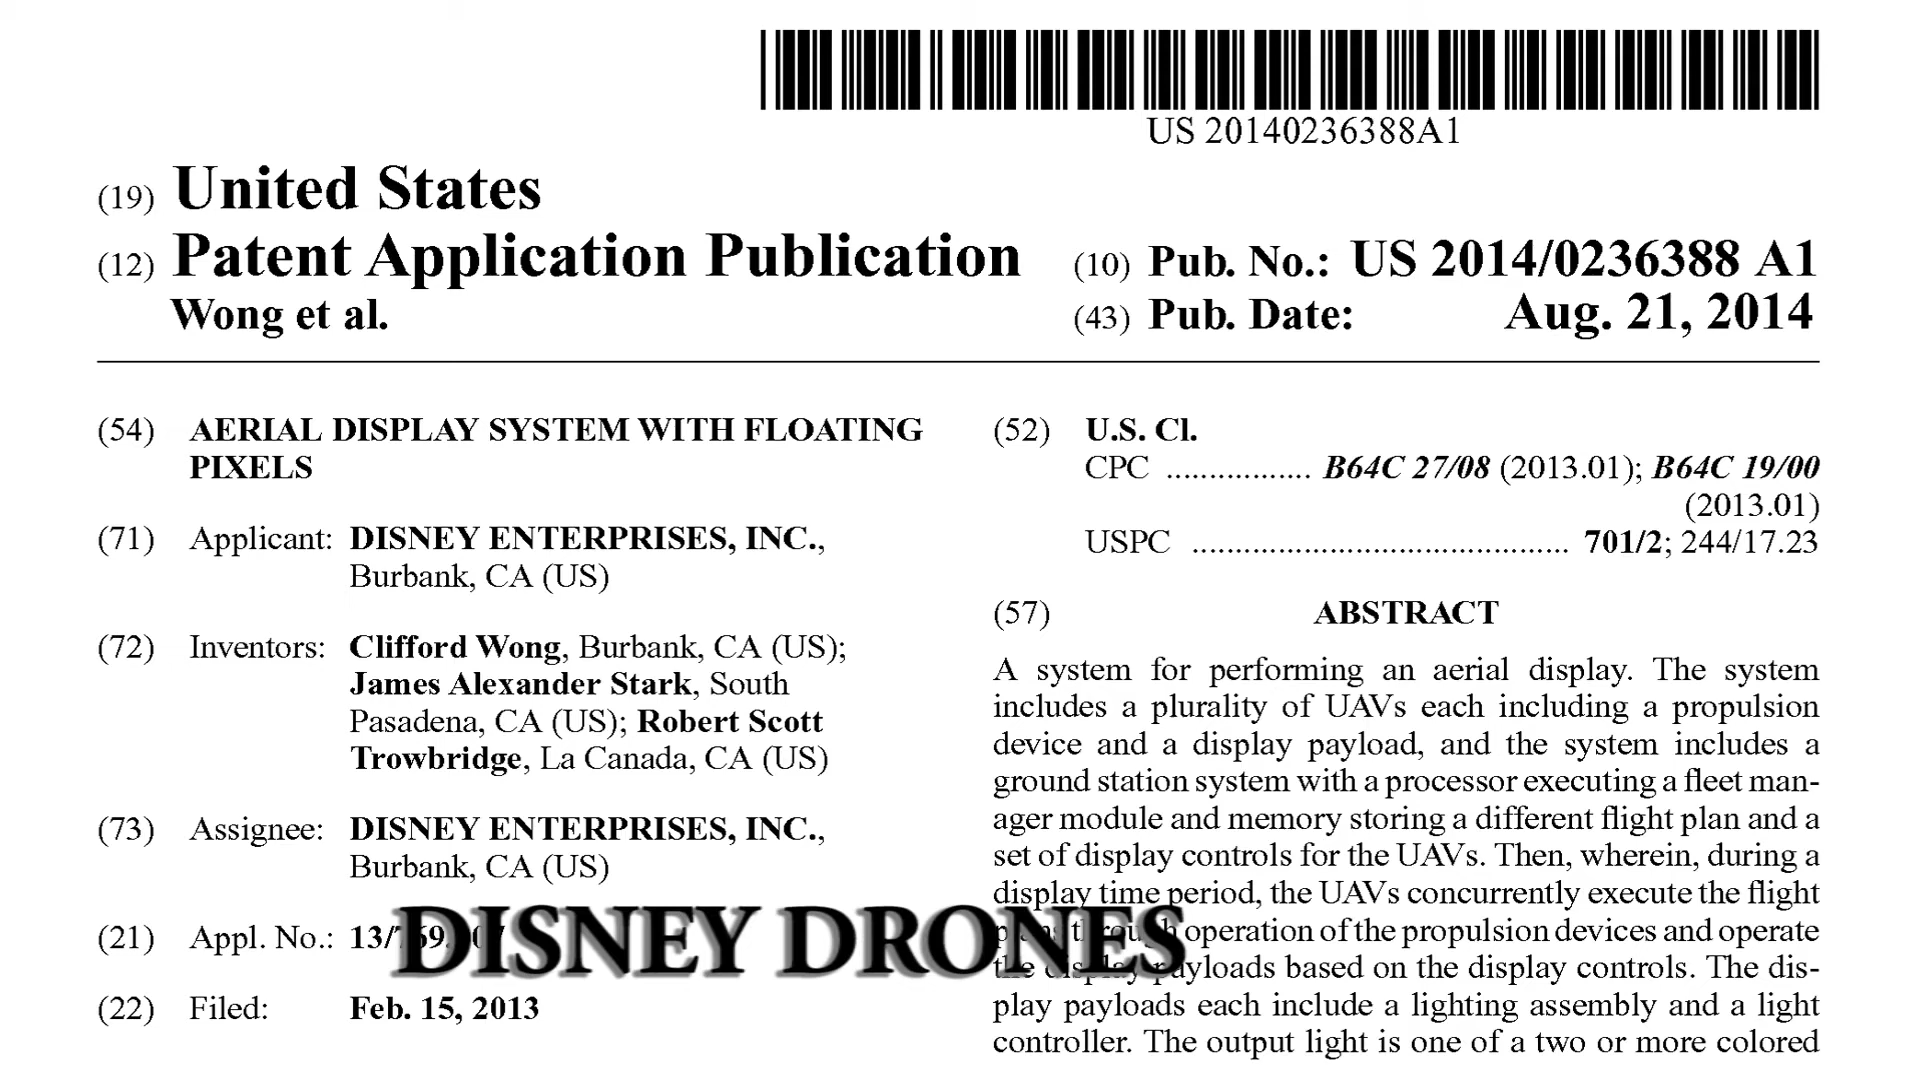 US 20140236388A1
(19) United States
(12) Patent Application Publication
Wong et al.
(10) Pub. No.: US 2014/0236388 A1
(43) Pub. Date: Aug. 21, 2014
(54) AERIAL DISPLAY SYSTEM WITH FLOATING
PIXELS
(71) Applicant: DISNEY ENTERPRISES, INC.,
Burbank, CA (US)
(72) Inventors: Clifford Wong, Burbank, CA (US);
James Alexander Stark, South
Pasadena, CA (US); Robert Scott
Trowbridge, La Canada, CA (US)
(73) Assignee: DISNEY ENTERPRISES, INC.,
Burbank, CA (US)
(21) Appl. No.:
(22) Filed: Feb. 15, 2013
(52) U.S. Cl.
CPC ................. B64C 27/08 (2013.01); B64C 19/00
(2013.01)
USPC .......................................... 701/2; 244/17.23
(57) ABSTRACT
A system for performing an aerial display. The system
includes a plurality of UAVs each including a propulsion
device and a display payload, and the system includes a
ground station system with a processor executing a fleet man-
ager module and memory storing a different flight plan and a
set of display controls for the UAVs. Then, wherein, during a
display time period, the UAVs concurrently execute the flight
through operation of the propulsion devices and operate
the display payloads based on the display controls. The dis-
play payloads each include a lighting assembly and a light
controller. The output light is one of a two or more colored
DISNEY DRONES